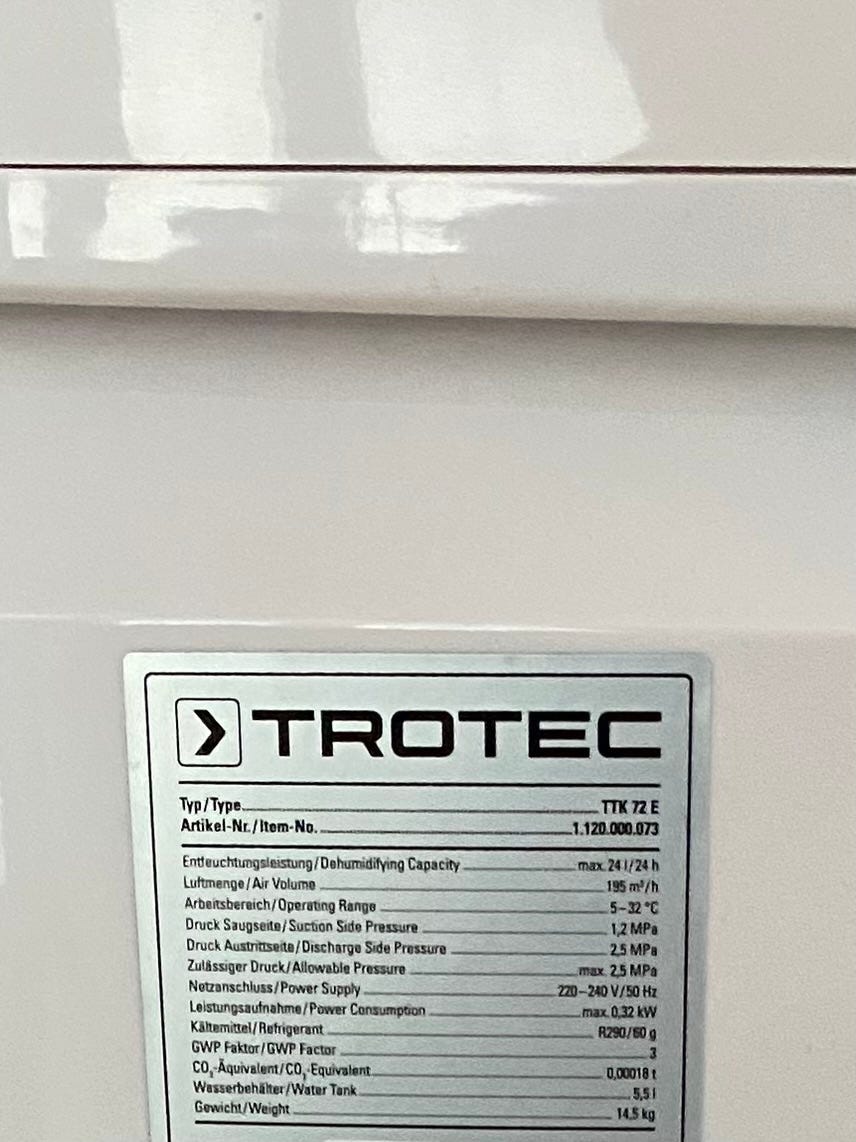 TROTEC
Typ/Type TTK 72 E
Artikel-Nr./Item-No. 1.120.000.073
Entfeuchtungsleistung/Dehumidifying Capacity max. 24 l/24 h
Luftmenge/Air Volume 195 m³/h
Arbeitsbereich/Operating Range 5–32 °C
Druck Saugseite/Suction Side Pressure 1,2 MPa
Druck Austrittseite/Discharge Side Pressure 2,5 MPa
Zulässiger Druck/Allowable Pressure max. 2,5 MPa
Netzanschluss/Power Supply 220–240 V/50 Hz
Leistungsaufnahme/Power Consumption max. 0,32 kW
Kältemittel/Refrigerant R290/60 g
GWP Faktor/GWP Factor 3
CO₂-Äquivalent/CO₂-Equivalent 0,00018 t
Wasserbehälter/Water Tank 5,5 l
Gewicht/Weight 14,5 kg